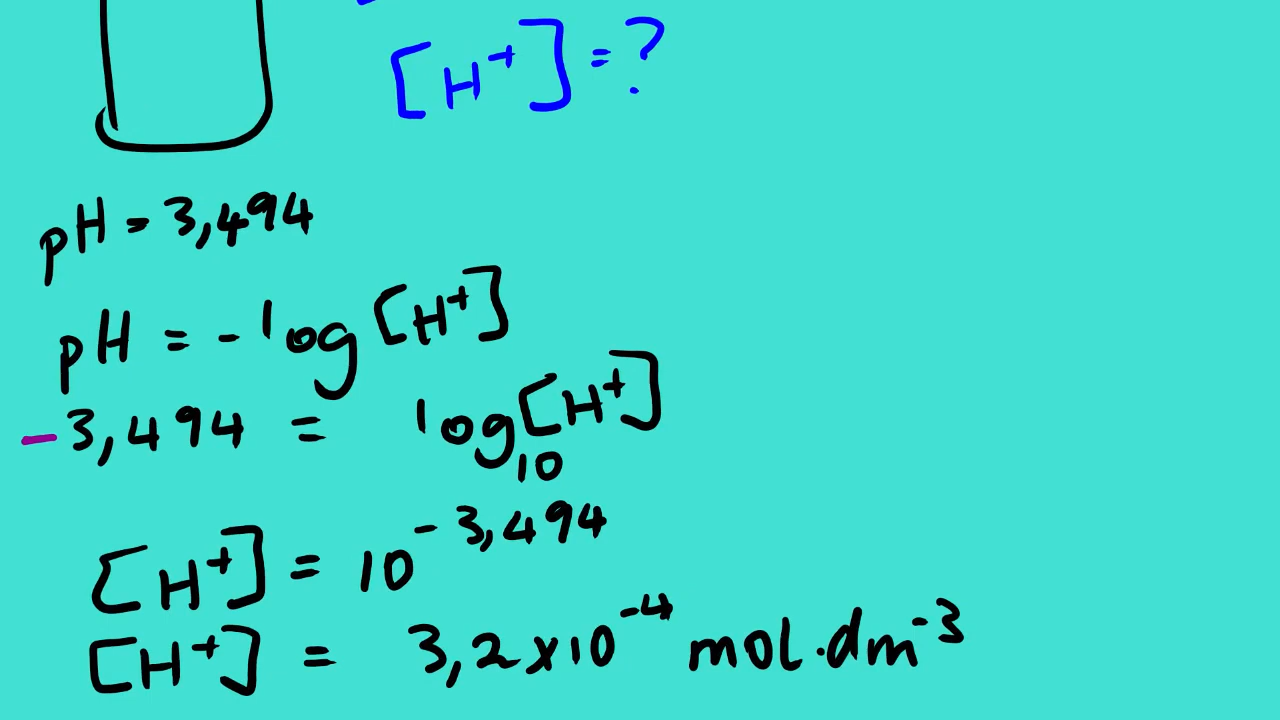 [H⁺] = ?
pH = 3,494
pH = - log [H⁺]
-3,494 = log₁₀[H⁺]
[H⁺] = 10⁻³,⁴⁹⁴
[H⁺] = 3,2 x 10⁻⁴ mol.dm⁻³